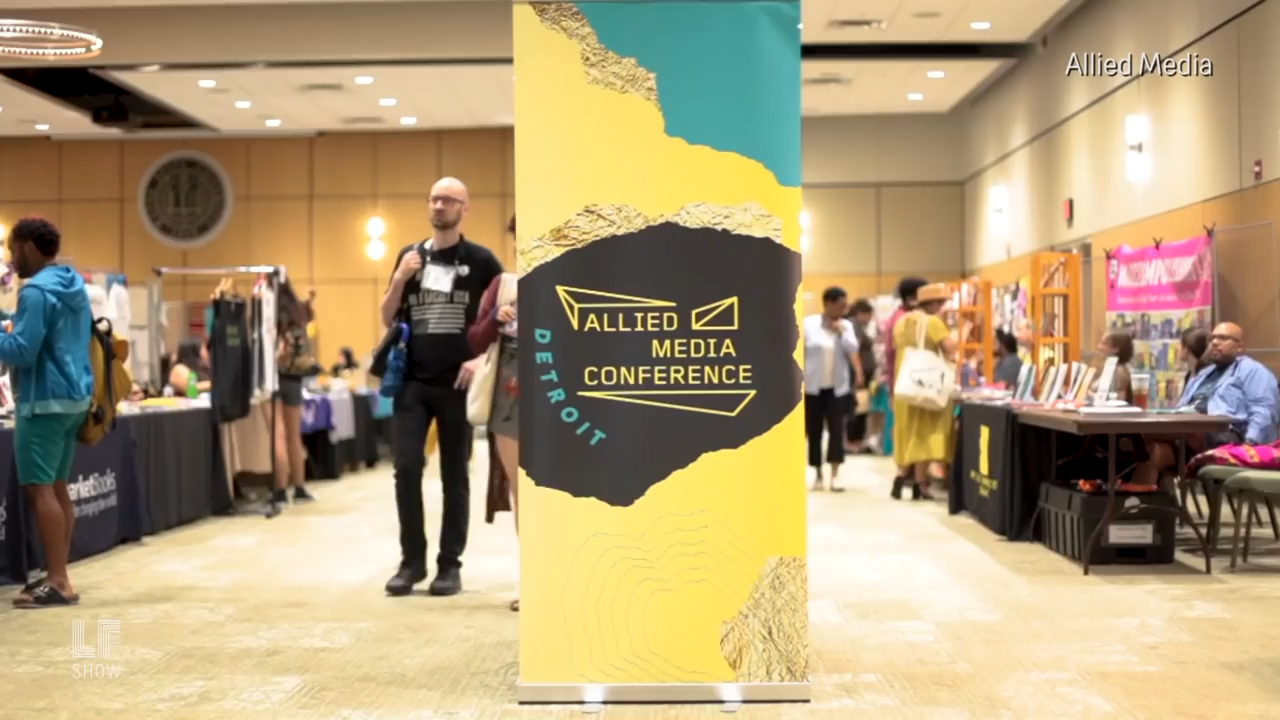 Allied Media
ALLIED
MEDIA
CONFERENCE
DETROIT
LF
SHOW